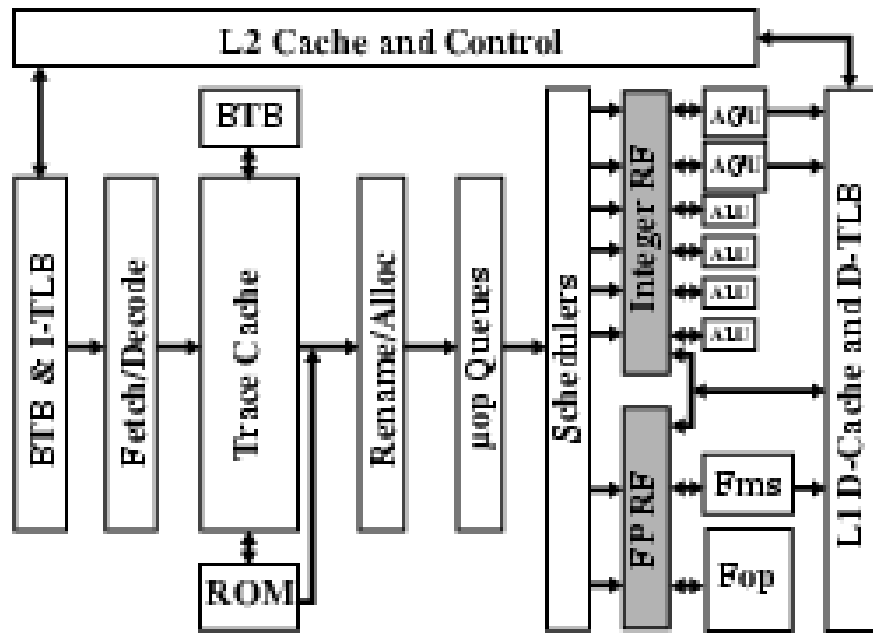 L2 Cache and Control
BTB
BTB & I-TLB
Fetch/Decode
Trace Cache
ROM
Rename/Alloc
µop Queues
Schedulers
Integer RF
FP RF
AGU
AGU
ALU
ALU
ALU
ALU
Fms
Fop
L1 D-Cache and D-TLB